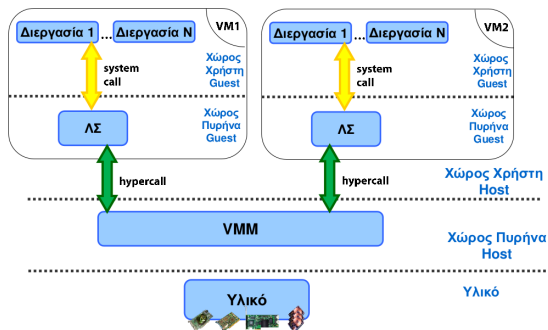 VM1
Διεργασία 1 ... Διεργασία Ν
system
call
Χώρος
Χρήστη
Guest
ΛΣ
Χώρος
Πυρήνα
Guest
hypercall
VM2
Διεργασία 1 ... Διεργασία Ν
system
call
Χώρος
Χρήστη
Guest
ΛΣ
Χώρος
Πυρήνα
Guest
hypercall
Χώρος Χρήστη
Host
VMM
Χώρος Πυρήνα
Host
Υλικό
Υλικό